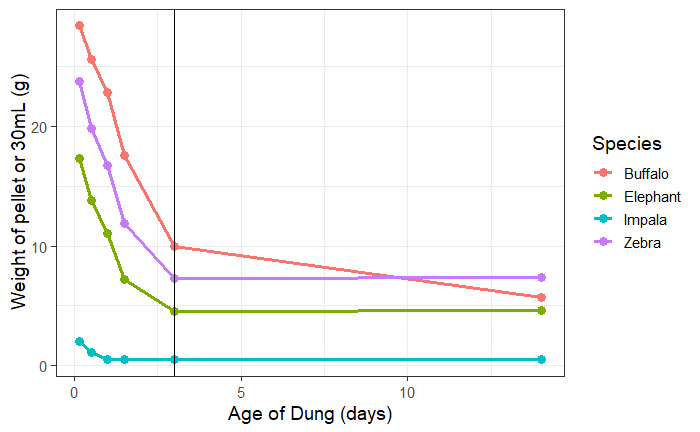 Weight of pellet or 30mL (g)
20
10
0
0
5
10
Age of Dung (days)
Species
Buffalo
Elephant
Impala
Zebra